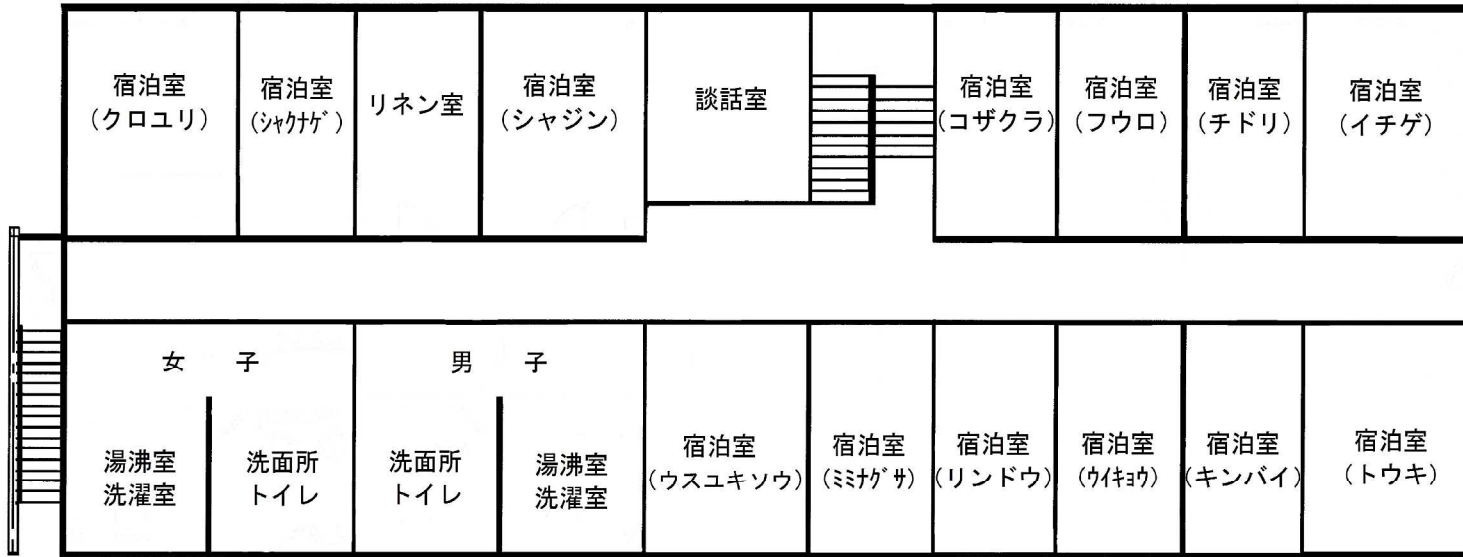 宿泊室
(クロユリ)
宿泊室
(シャクナゲ)
リネン室
宿泊室
(シャジン)
談話室
宿泊室
(コザクラ)
宿泊室
(フウロ)
宿泊室
(チドリ)
宿泊室
(イチゲ)
女　子
男　子
湯沸室
洗濯室
洗面所
トイレ
洗面所
トイレ
湯沸室
洗濯室
宿泊室
(ウスユキソウ)
宿泊室
(ミミナグサ)
宿泊室
(リンドウ)
宿泊室
(ウイキョウ)
宿泊室
(キンバイ)
宿泊室
(トウキ)